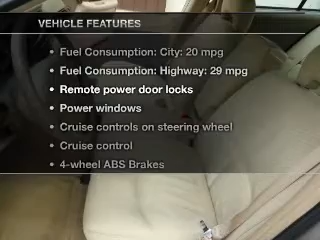 VEHICLE FEATURES
• Fuel Consumption: City: 20 mpg
• Fuel Consumption: Highway: 29 mpg
• Remote power door locks
• Power windows
• Cruise controls on steering wheel
• Cruise control
• 4-wheel ABS Brakes